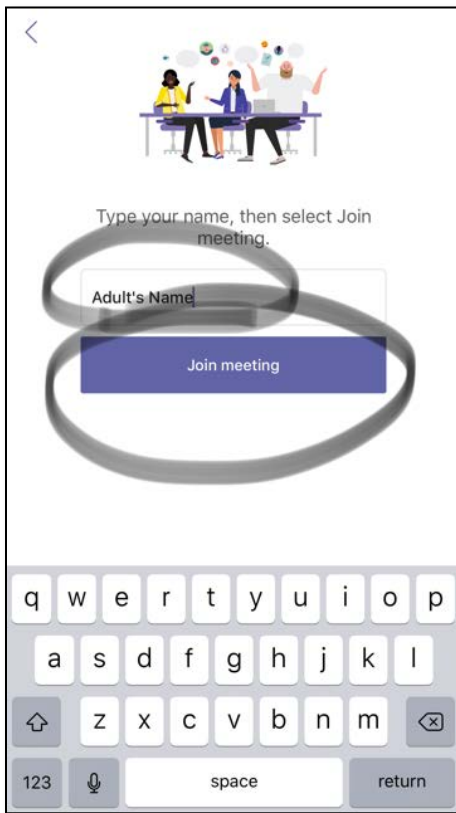 Type your name, then select Join
meeting.
Adult's Name
Join meeting
q w e r t y u i o p
a s d f g h j k l
z x c v b n m
123 space return